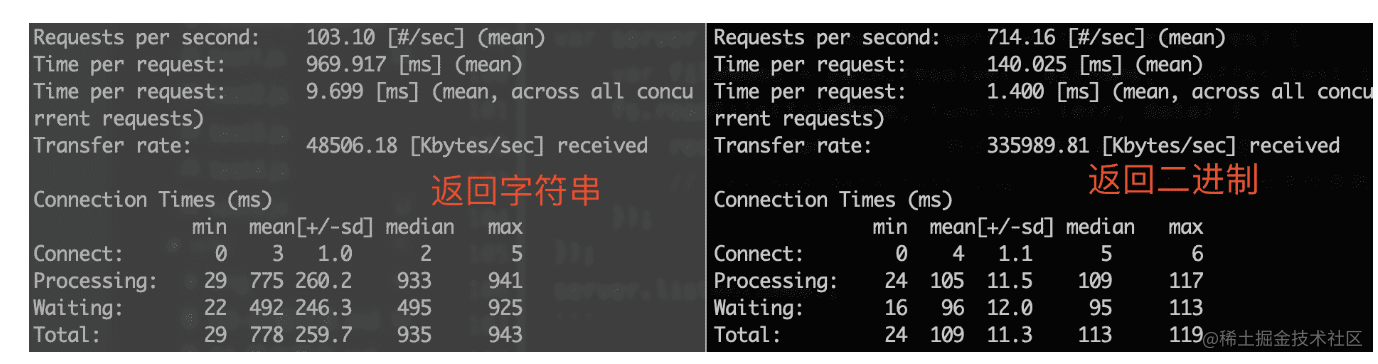 Requests per second:    103.10 [#/sec] (mean)
Time per request:       969.917 [ms] (mean)
Time per request:       9.699 [ms] (mean, across all concu
rrent requests)
Transfer rate:          48506.18 [Kbytes/sec] received
返回字符串
Connection Times (ms)
              min  mean[+/-sd] median   max
Connect:        0    3   1.0      2       5
Processing:    29  775 260.2    933     941
Waiting:       22  492 246.3    495     925
Total:         29  778 259.7    935     943
Requests per second:    714.16 [#/sec] (mean)
Time per request:       140.025 [ms] (mean)
Time per request:       1.400 [ms] (mean, across all concu
rrent requests)
Transfer rate:          335989.81 [Kbytes/sec] received
返回二进制
Connection Times (ms)
              min  mean[+/-sd] median   max
Connect:        0    4   1.1      5       6
Processing:    24  105  11.5    109     117
Waiting:       16   96  12.0     95     113
Total:         24  109  11.3    113     119
@稀土掘金技术社区